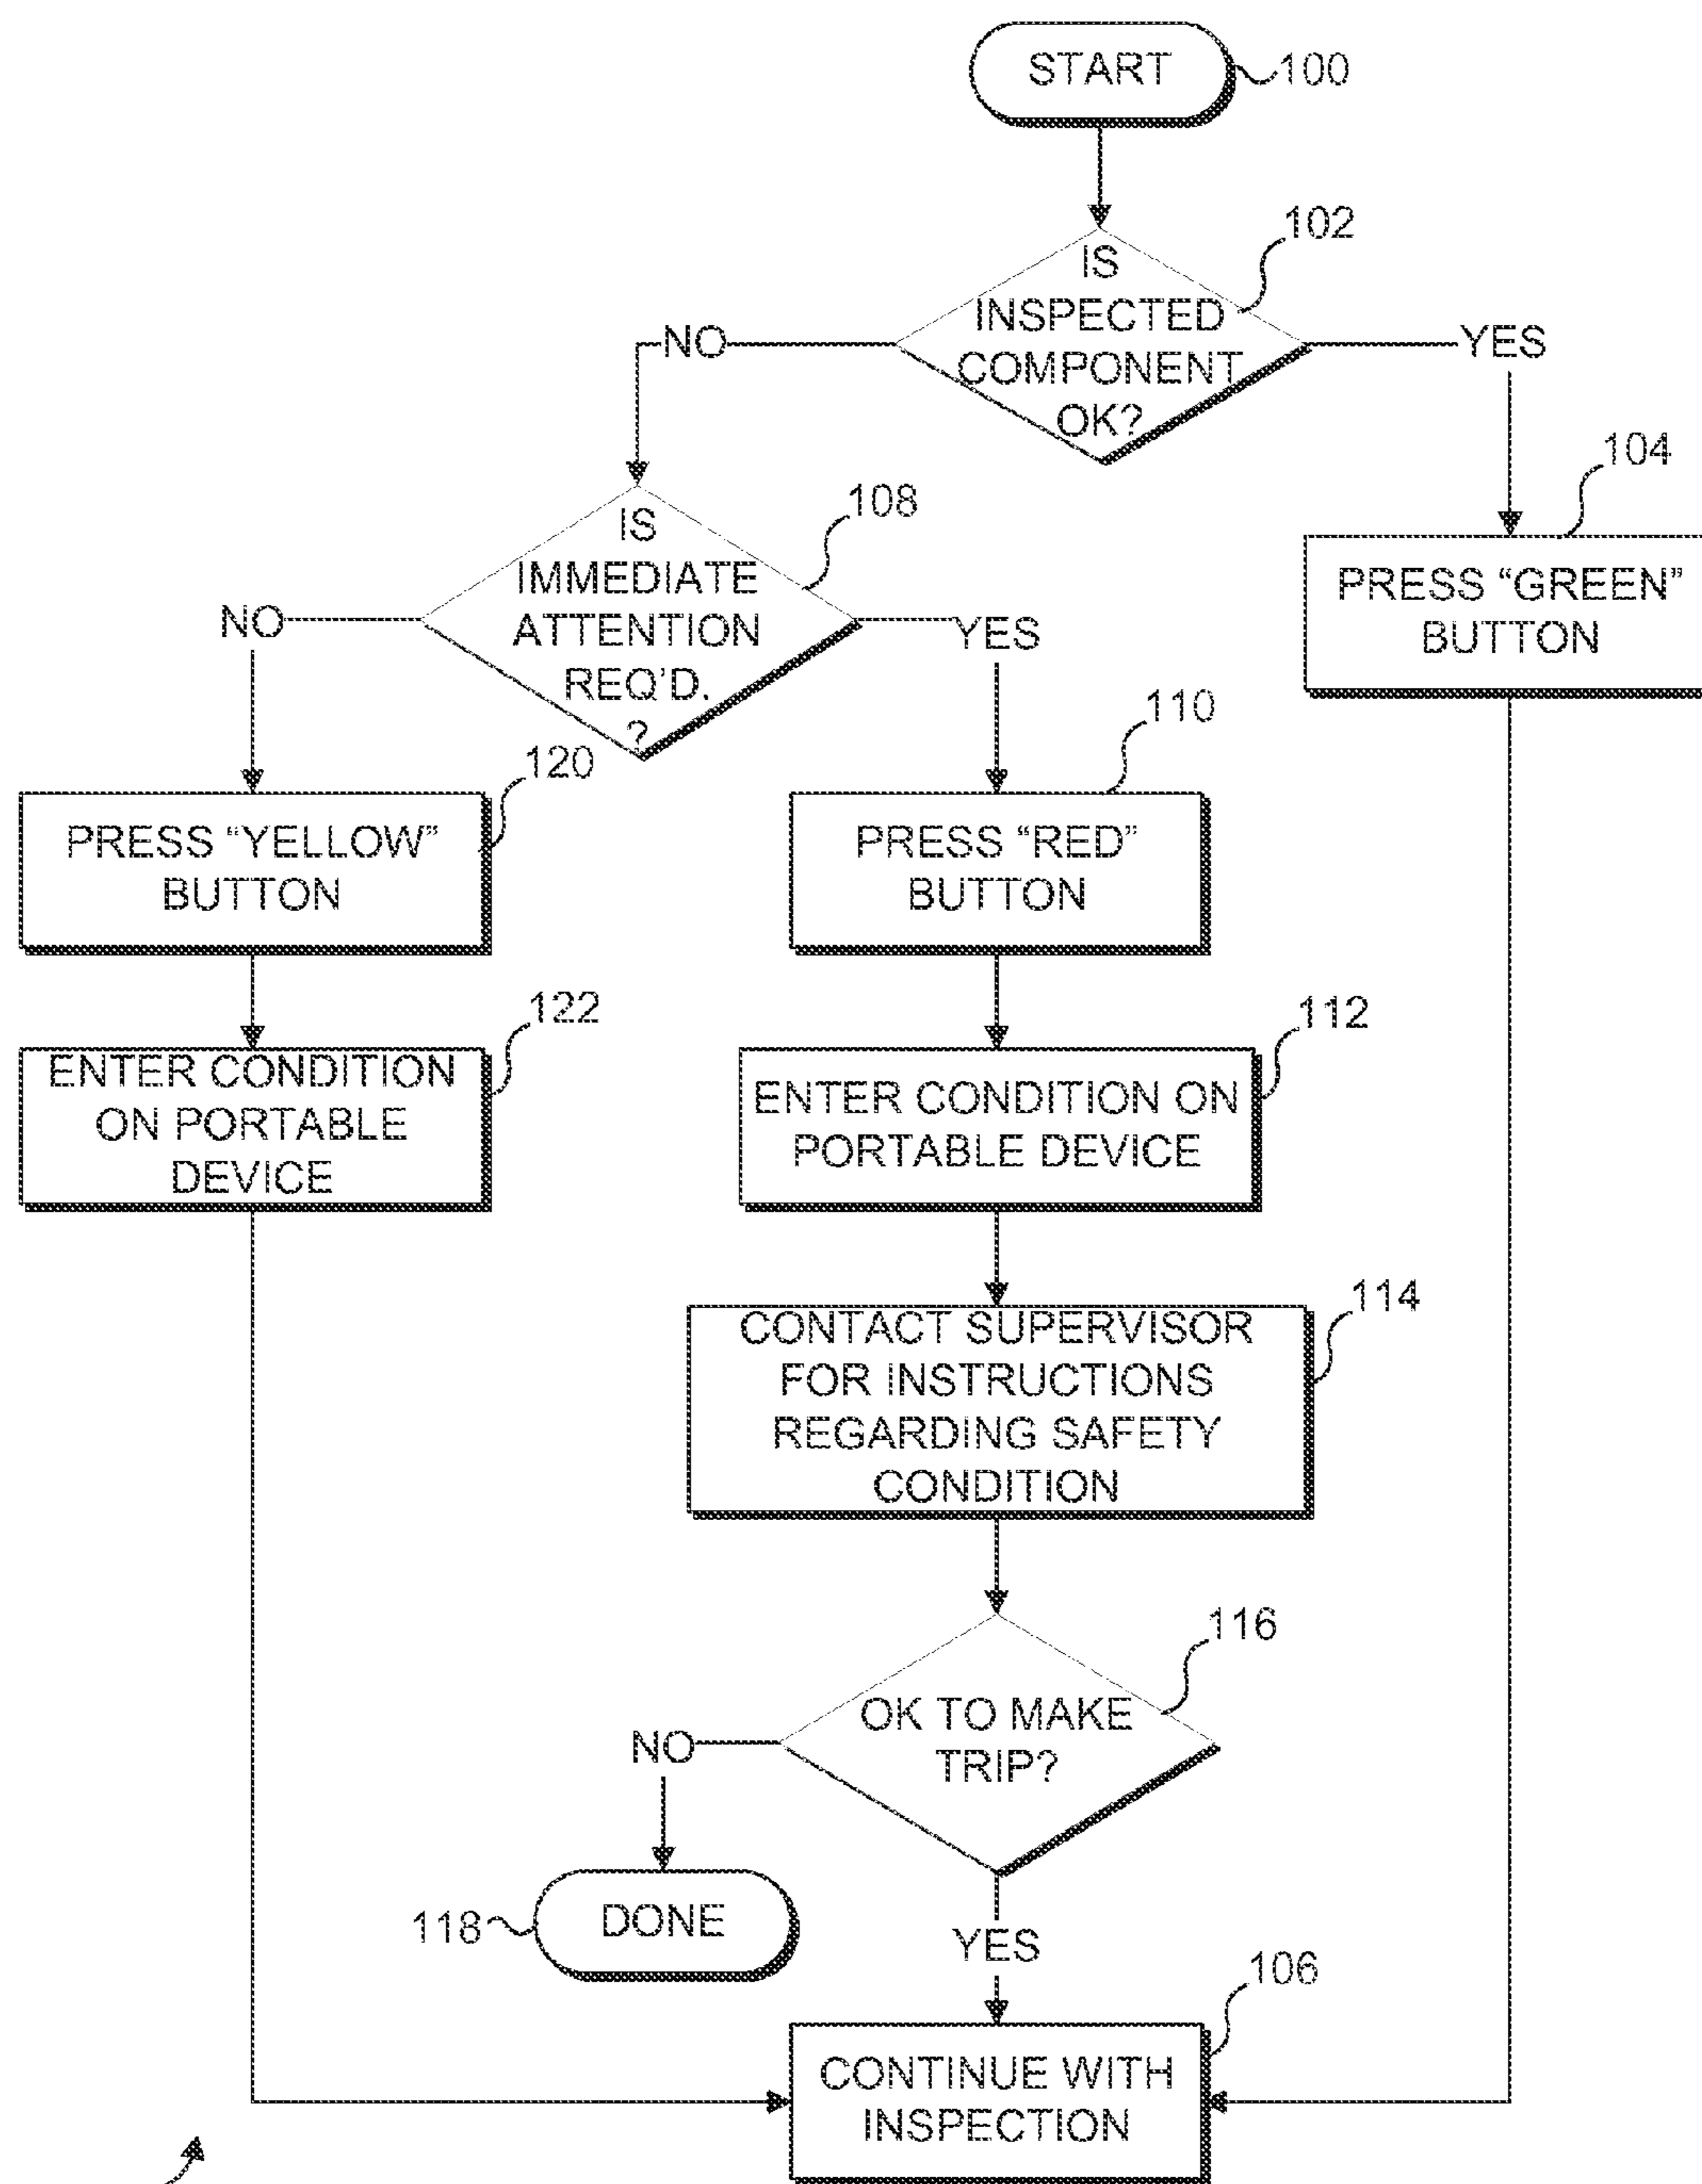 START
100
102
IS
INSPECTED
COMPONENT
OK?
NO
YES
104
108
IS
IMMEDIATE
ATTENTION
REQ'D.
?
NO
YES
PRESS “GREEN”
BUTTON
110
120
PRESS “YELLOW”
BUTTON
PRESS “RED”
BUTTON
122
112
ENTER CONDITION
ON PORTABLE
DEVICE
ENTER CONDITION ON
PORTABLE DEVICE
114
CONTACT SUPERVISOR
FOR INSTRUCTIONS
REGARDING SAFETY
CONDITION
116
OK TO MAKE
TRIP?
NO
118
DONE
YES
106
CONTINUE WITH
INSPECTION